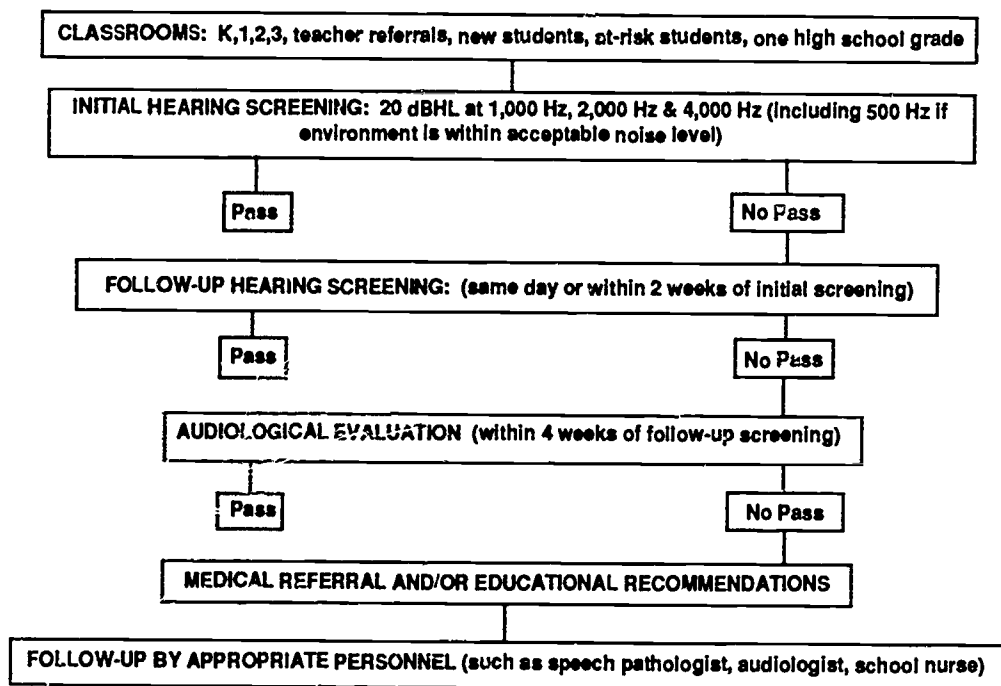 CLASSROOMS: K,1,2,3, teacher referrals, new students, at-risk students, one high school grade
INITIAL HEARING SCREENING: 20 dBHL at 1,000 Hz, 2,000 Hz & 4,000 Hz (including 500 Hz if
environment is within acceptable noise level)
Pass
No Pass
FOLLOW-UP HEARING SCREENING: (same day or within 2 weeks of initial screening)
Pass
No Pass
AUDIOLOGICAL EVALUATION (within 4 weeks of follow-up screening)
Pass
No Pass
MEDICAL REFERRAL AND/OR EDUCATIONAL RECOMMENDATIONS
FOLLOW-UP BY APPROPRIATE PERSONNEL (such as speech pathologist, audiologist, school nurse)